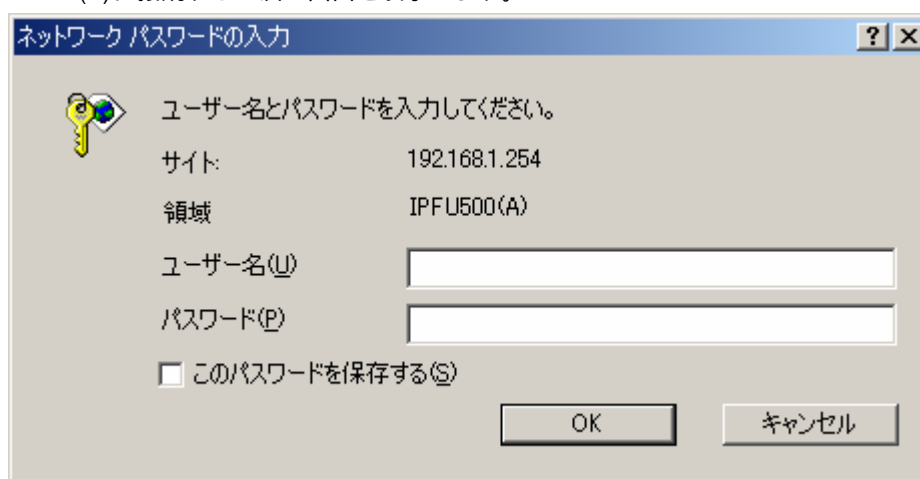 ネットワーク パスワードの入力
ユーザー名とパスワードを入力してください。
サイト: 192.168.1.254
領域 IPFU500(A)
ユーザー名(U)
パスワード(P)
このパスワードを保存する(S)
OK キャンセル